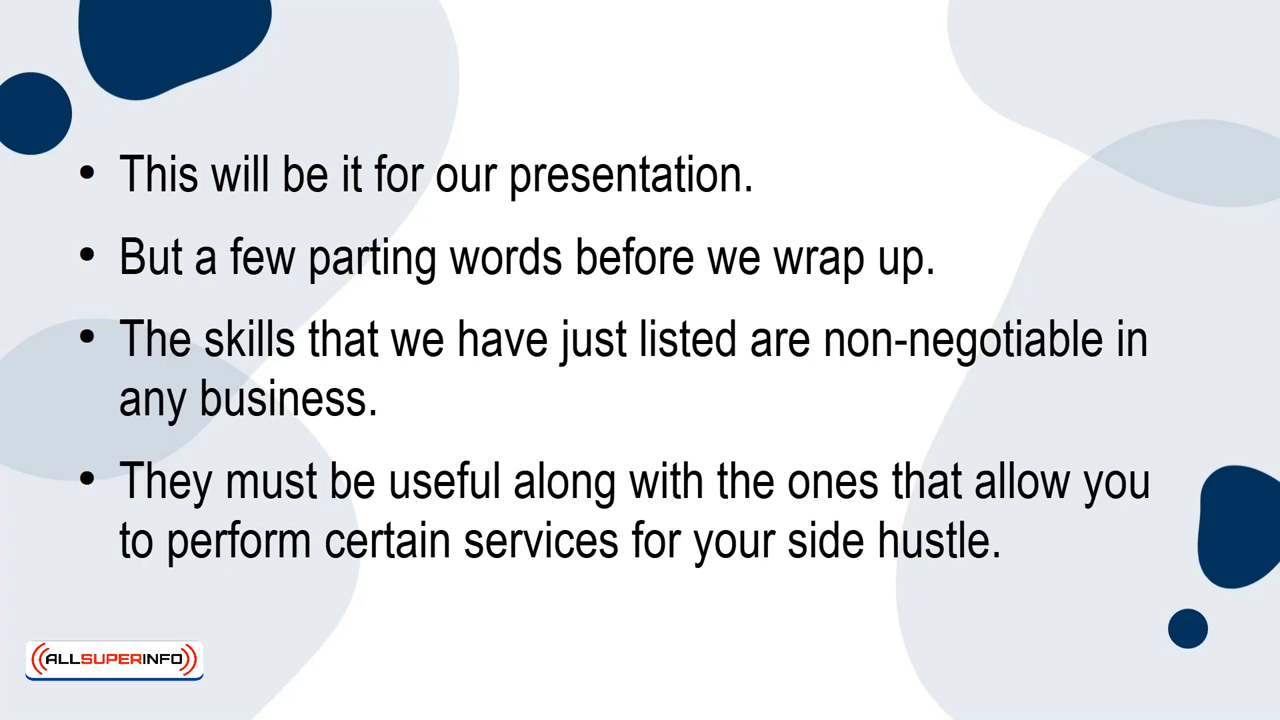 • This will be it for our presentation.
• But a few parting words before we wrap up.
• The skills that we have just listed are non-negotiable in
any business.
• They must be useful along with the ones that allow you
to perform certain services for your side hustle.
ALLSUPERINFO